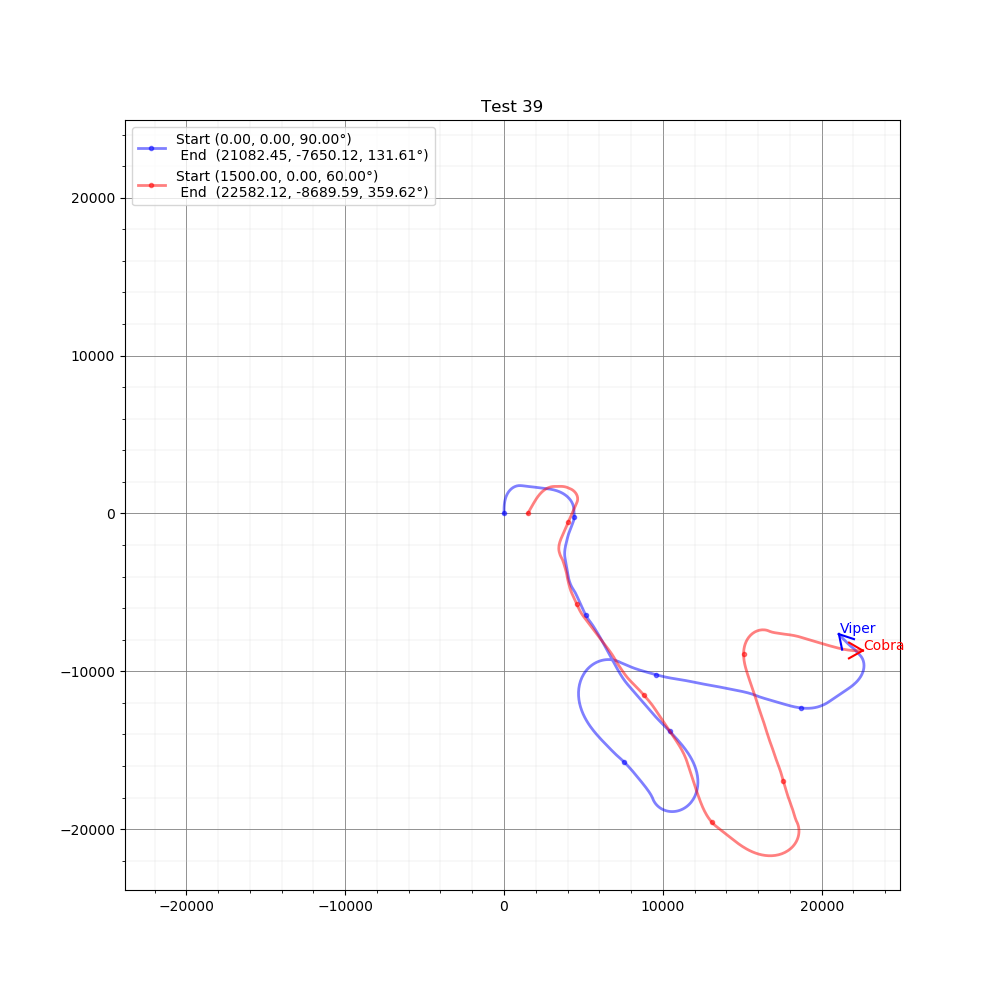 Test 39
Start (0.00, 0.00, 90.00°)
End  (21082.45, -7650.12, 131.61°)
Start (1500.00, 0.00, 60.00°)
End  (22582.12, -8689.59, 359.62°)
20000
10000
0
−10000
−20000
Viper
Cobra
−20000
−10000
0
10000
20000